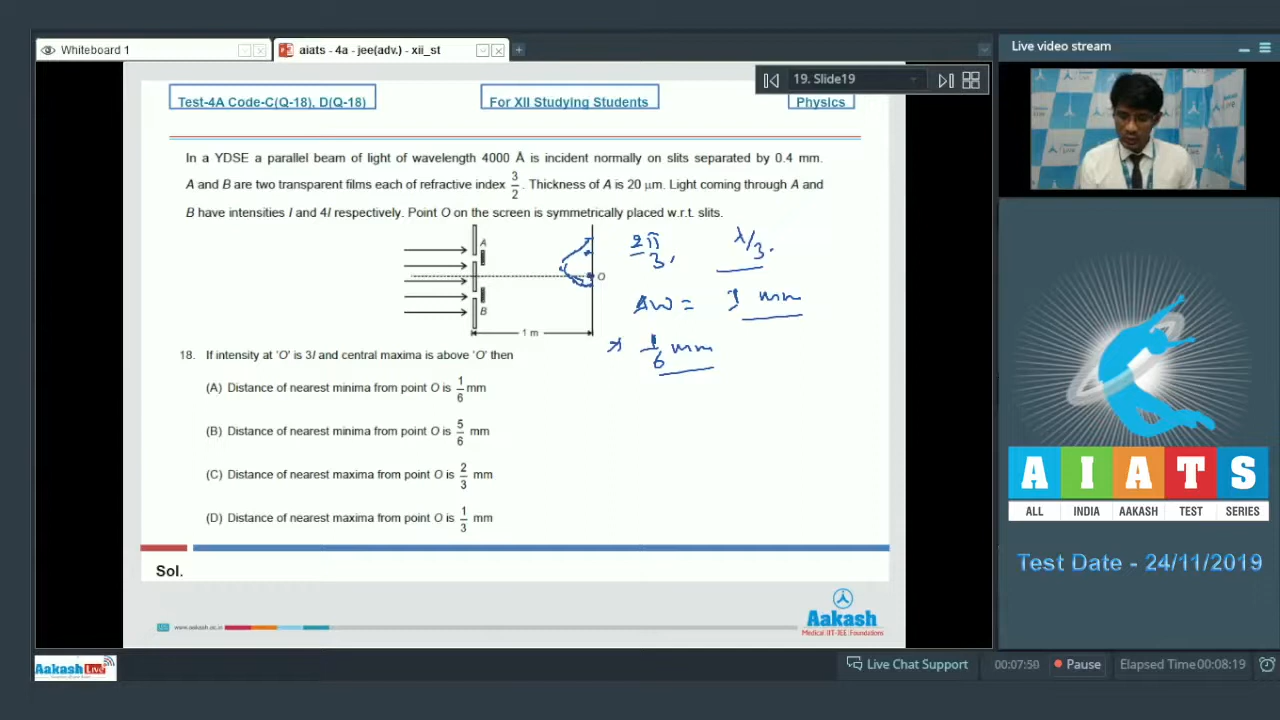 Whiteboard 1
aiats - 4a - jee(adv.) - xii_st
Live video stream
19. Slide19
Test-4A Code-C(Q-18), D(Q-18)
For XII Studying Students
Physics
In a YDSE a parallel beam of light of wavelength 4000 Å is incident normally on slits separated by 0.4 mm.
A and B are two transparent films each of refractive index 3/2. Thickness of A is 20 μm. Light coming through A and
B have intensities I and 4I respectively. Point O on the screen is symmetrically placed w.r.t. slits.
A
O
B
1 m
2π/3,
λ/3.
1 mm
1/6 mm
18. If intensity at 'O' is 3I and central maxima is above 'O' then
(A) Distance of nearest minima from point O is 1/6 mm
(B) Distance of nearest minima from point O is 5/6 mm
(C) Distance of nearest maxima from point O is 2/3 mm
(D) Distance of nearest maxima from point O is 1/3 mm
Sol.
www.aakash.ac.in
Aakash
Medical|IIT-JEE|Foundations
A I A T S
ALL INDIA AAKASH TEST SERIES
Test Date - 24/11/2019
Aakash Live
Live Chat Support
00:07:50
Pause
Elapsed Time 00:08:19